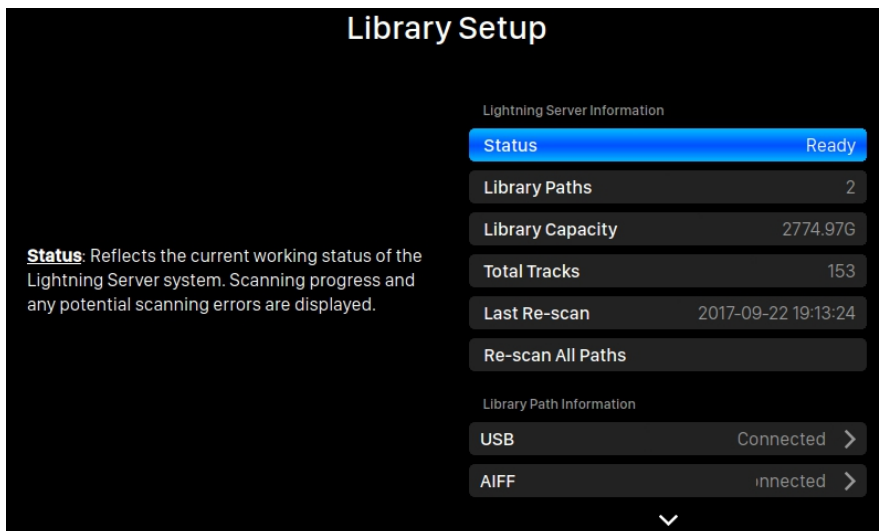 Library Setup
Lightning Server Information
Status Ready
Library Paths 2
Library Capacity 2774.97G
Total Tracks 153
Last Re-scan 2017-09-22 19:13:24
Re-scan All Paths
Library Path Information
USB Connected
AIFF
Status: Reflects the current working status of the
Lightning Server system. Scanning progress and
any potential scanning errors are displayed.